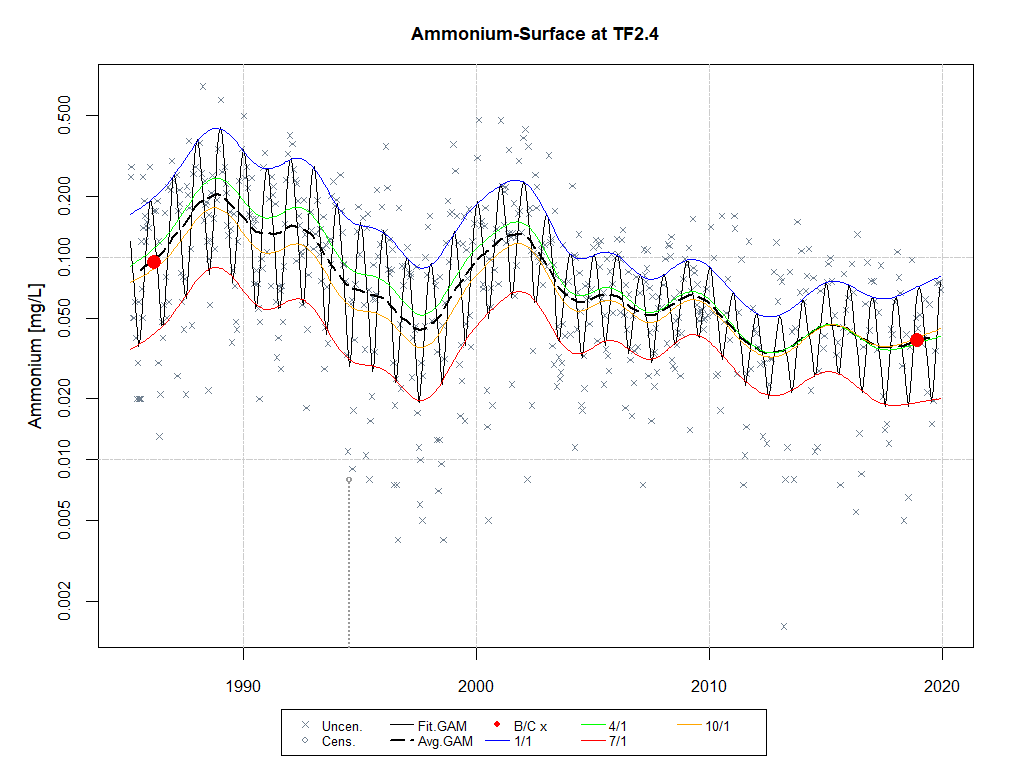 Ammonium-Surface at TF2.4
Ammonium [mg/L]
0.500
0.200
0.100
0.050
0.020
0.010
0.005
0.002
1990 2000 2010 2020
Uncen. Fit.GAM B/C x 4/1 10/1
Cens. Avg.GAM 1/1 7/1